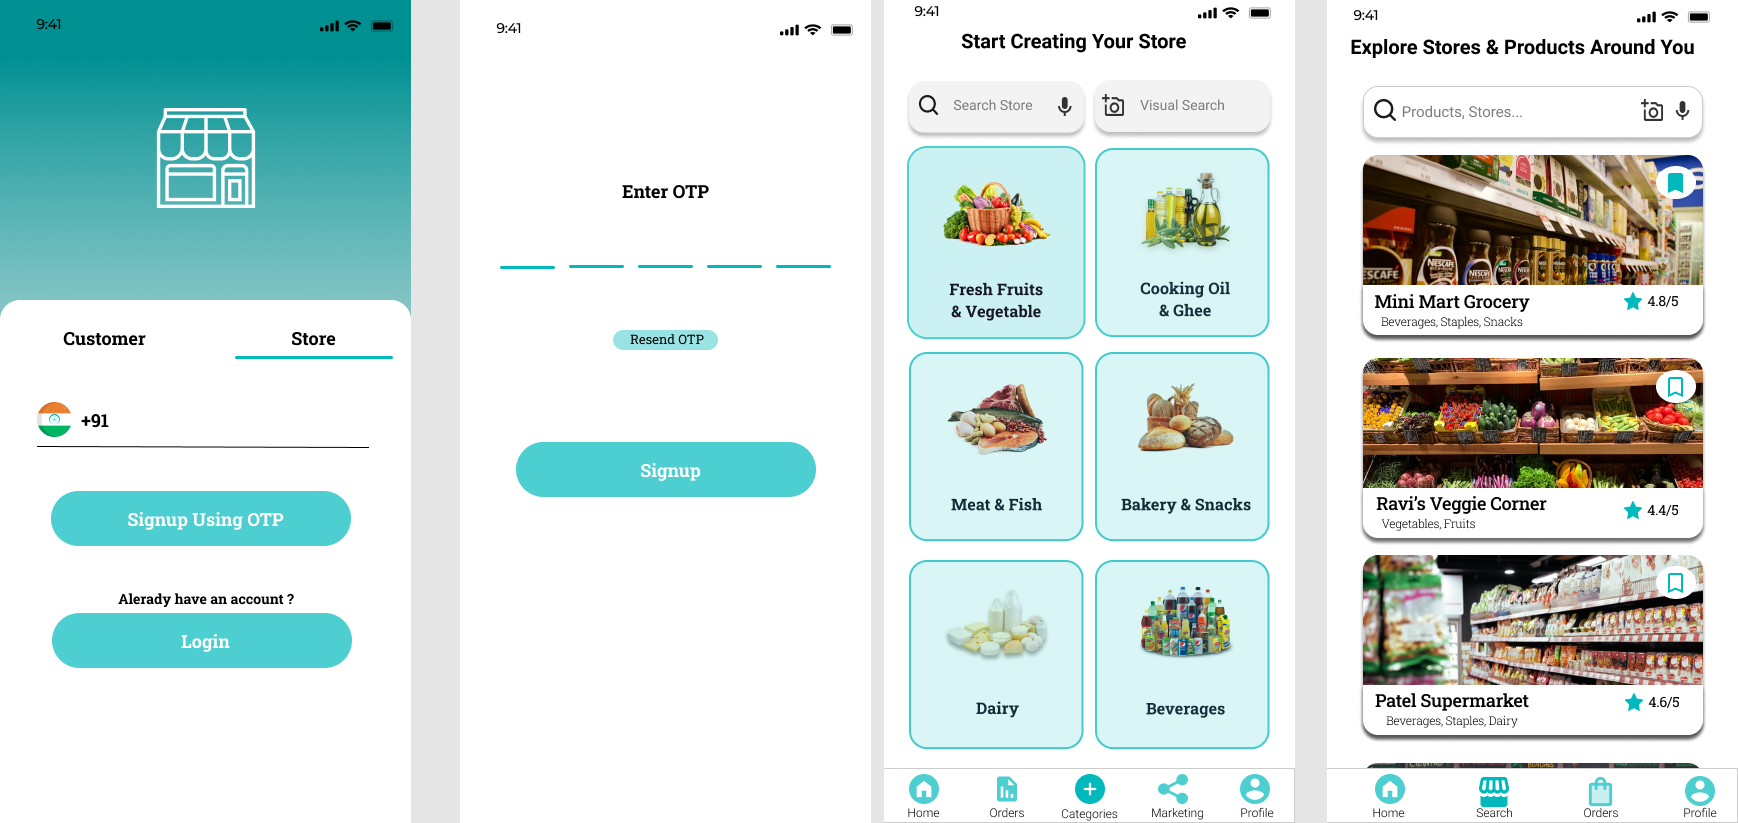 9:41
Customer
Store
+91
Signup Using OTP
Alerady have an account ?
Login
9:41
Enter OTP
Resend OTP
Signup
9:41
Start Creating Your Store
Search Store
Visual Search
Fresh Fruits
& Vegetable
Cooking Oil
& Ghee
Meat & Fish
Bakery & Snacks
Dairy
Beverages
Home
Orders
Categories
Marketing
Profile
9:41
Explore Stores & Products Around You
Products, Stores...
NESCAFE
Mini Mart Grocery
4.8/5
Beverages, Staples, Snacks
Ravi's Veggie Corner
4.4/5
Vegetables, Fruits
Patel Supermarket
4.6/5
Beverages, Staples, Dairy
Home
Search
Orders
Profile